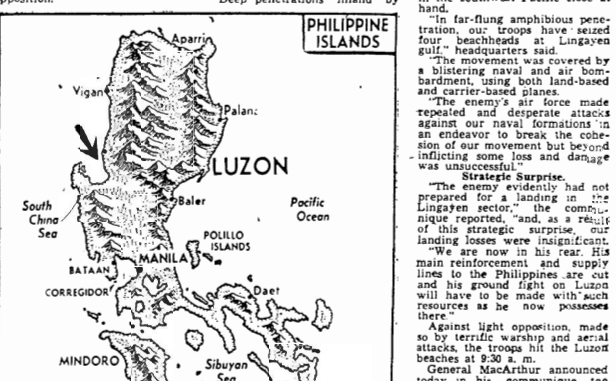 Deep penetrations inland by
PHILIPPINE
ISLANDS
Aparri
Vigan
Palan
LUZON
South
China
Sea
Baler
Pacific
Ocean
POLILLO
ISLANDS
MANILA
BATAAN
CORREGIDOR
Daet
MINDORO
Sibuyan
Sea
hand.
"In far-flung amphibious pene-
tration, our troops have seized
four beachheads at Lingayen
gulf," headquarters said.
"The movement was covered by
a blistering naval and air bom-
bardment, using both land-based
and carrier-based planes.
"The enemy's air force made
repeated and desperate attacks
against our naval formations in
an endeavor to break the cohe-
sion of our movement but beyond
inflicting some loss and damage
was unsuccessful."
Strategic Surprise.
"The enemy evidently had not
prepared for a landing in the
Lingayen sector," the commu-
nique reported, "and, as a result
of this strategic surprise, our
landing losses were insignificant.
"We are now in his rear. His
main reinforcement and supply
lines to the Philippines are cut
and his ground fight on Luzon
will have to be made with such
resources as he now possesses
there."
Against light opposition, made
so by terrific warship and aerial
attacks, the troops hit the Luzon
beaches at 9:30 a. m.
General MacArthur announced